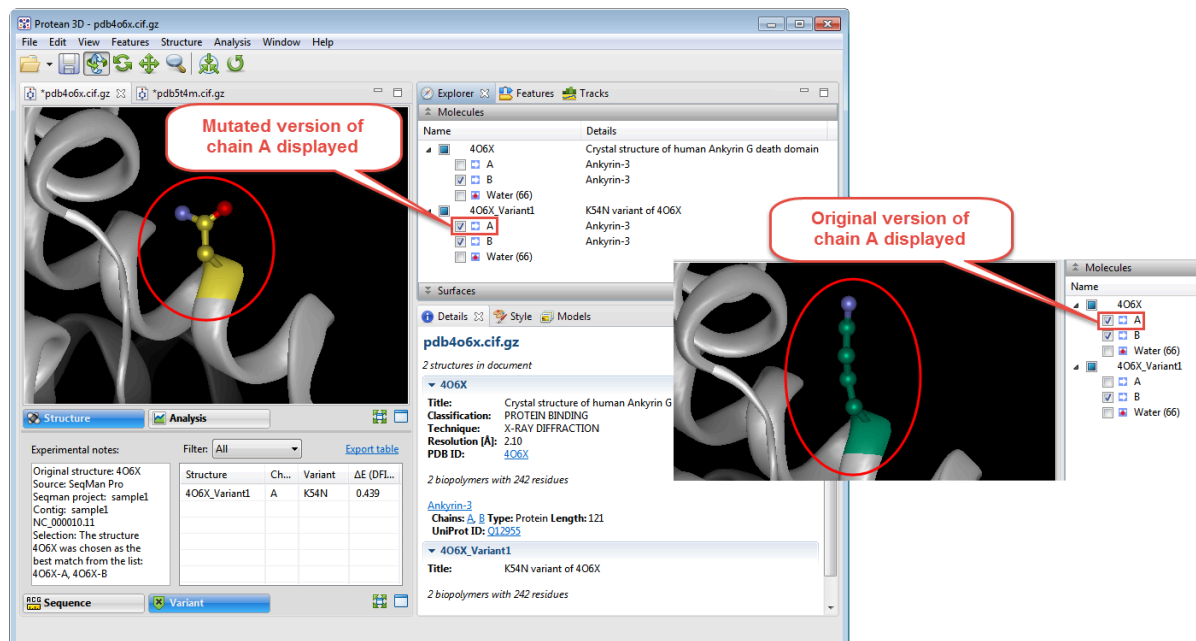 Protean 3D - pdb4o6x.cif.gz
File Edit View Features Structure Analysis Window Help
*pdb4o6x.cif.gz
*pdb5t4m.cif.gz
Mutated version of
chain A displayed
Structure
Analysis
Experimental notes:
Original structure: 4O6X
Source: SeqMan Pro
Seqman project: sample1
Contig: sample1
NC_000010.11
Selection: The structure
4O6X was chosen as the
best match from the list:
4O6X-A, 4O6X-B
Filter: All
Export table
Structure Ch... Variant ΔE (DFI...
4O6X_Variant1 A K54N 0.439
ACG Sequence
Variant
Explorer Features Tracks
Molecules
Name Details
4O6X Crystal structure of human Ankyrin G death domain
A Ankyrin-3
B Ankyrin-3
Water (66)
4O6X_Variant1 K54N variant of 4O6X
A Ankyrin-3
B Ankyrin-3
Water (66)
Surfaces
Details Style Models
pdb4o6x.cif.gz
2 structures in document
4O6X
Title: Crystal structure of human Ankyrin G
Classification: PROTEIN BINDING
Technique: X-RAY DIFFRACTION
Resolution [Å]: 2.10
PDB ID: 4O6X
2 biopolymers with 242 residues
Ankyrin-3
Chains: A, B Type: Protein Length: 121
UniProt ID: Q12955
4O6X_Variant1
Title: K54N variant of 4O6X
2 biopolymers with 242 residues
Original version of
chain A displayed
Molecules
Name
4O6X
A
B
Water (66)
4O6X_Variant1
A
B
Water (66)